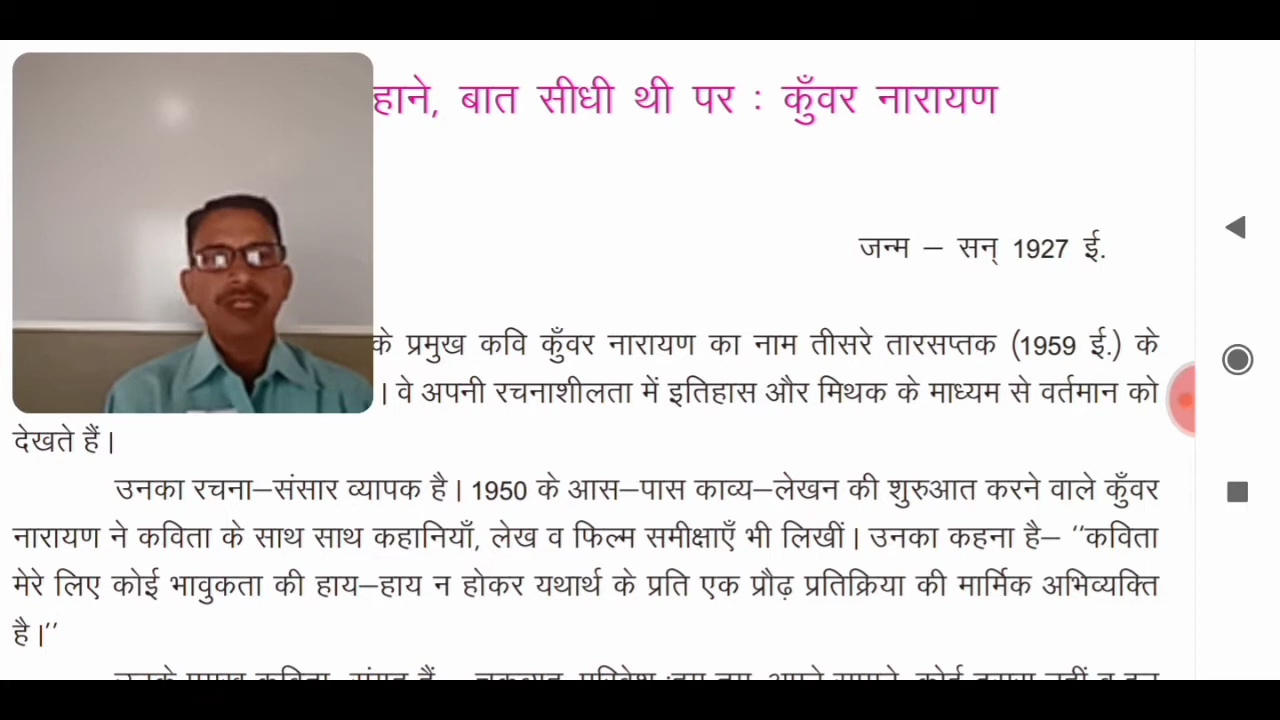 हाने, बात सीधी थी पर : कुँवर नारायण
जन्म – सन् 1927 ई.
के प्रमुख कवि कुँवर नारायण का नाम तीसरे तारसप्तक (1959 ई.) के
। वे अपनी रचनाशीलता में इतिहास और मिथक के माध्यम से वर्तमान को
देखते हैं।
उनका रचना–संसार व्यापक है। 1950 के आस–पास काव्य–लेखन की शुरुआत करने वाले कुँवर
नारायण ने कविता के साथ साथ कहानियाँ, लेख व फिल्म समीक्षाएँ भी लिखीं। उनका कहना है– ’’कविता
मेरे लिए कोई भावुकता की हाय–हाय न होकर यथार्थ के प्रति एक प्रौढ़ प्रतिक्रिया की मार्मिक अभिव्यक्ति
है।’’